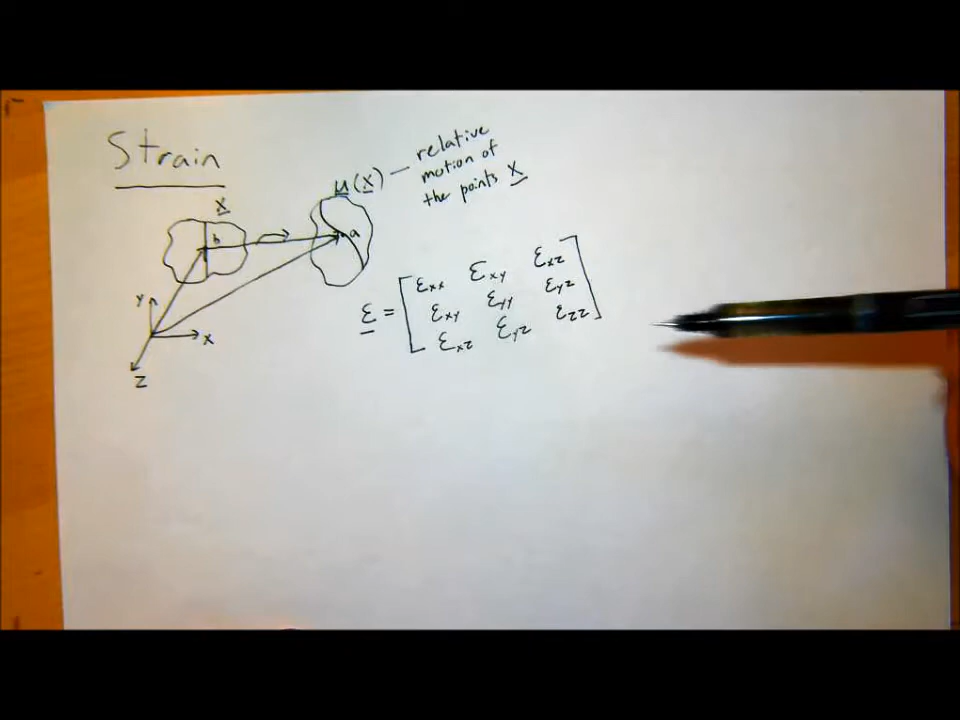 Strain
u(x) — relative
motion of
the points x
x
b
a
y
x
z
ε = [ εxx εxy εxz
εxy εyy εyz
εxz εyz εzz ]